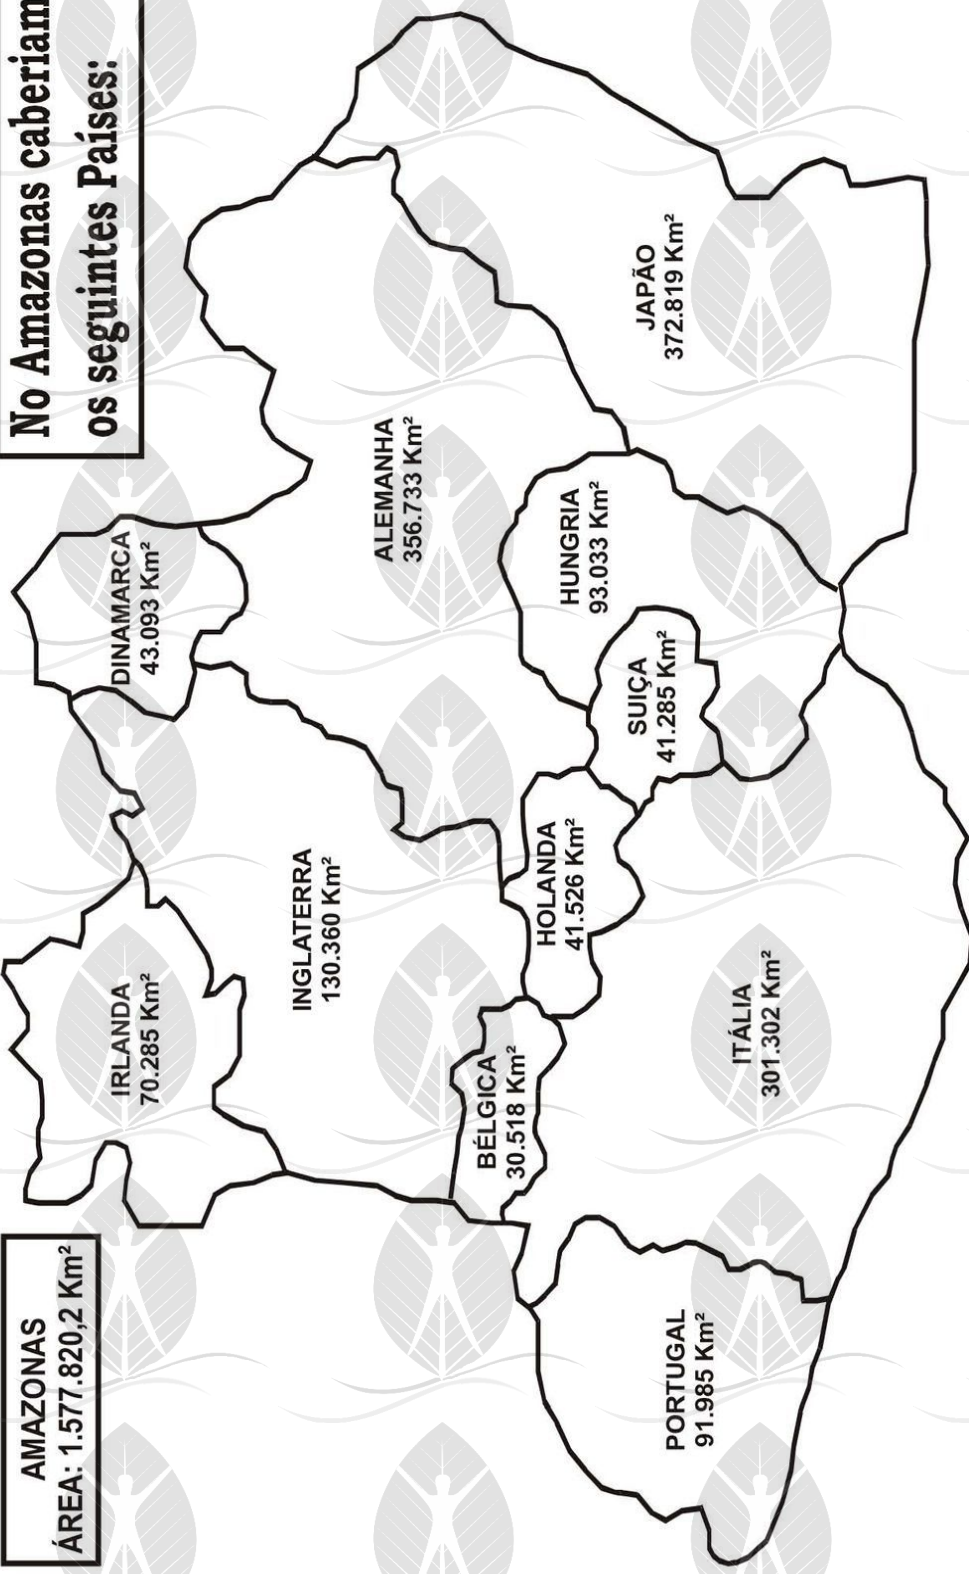 AMAZONAS
ÁREA: 1.577.820,2 Km²
No Amazonas caberiam
os seguintes Países:
IRLANDA
70.285 Km²
DINAMARCA
43.093 Km²
INGLATERRA
130.360 Km²
ALEMANHA
356.733 Km²
BÉLGICA
30.518 Km²
HOLANDA
41.526 Km²
HUNGRIA
93.033 Km²
SUIÇA
41.285 Km²
JAPÃO
372.819 Km²
PORTUGAL
91.985 Km²
ITÁLIA
301.302 Km²